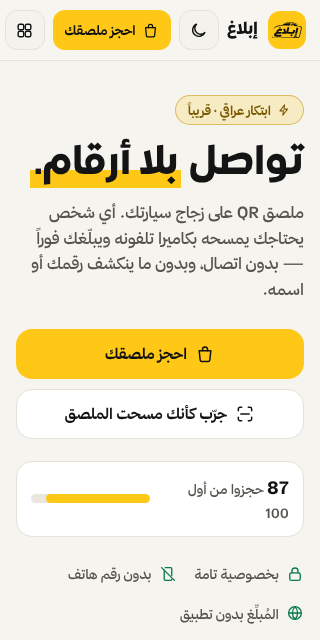 إبلاغ
إبلاغ
احجز ملصقك
ابتكار عراقي · قريباً
تواصل بلا أرقام.
ملصق QR على زجاج سيارتك. أي شخص
يحتاجك يمسحه بكاميرا تلفونه ويبلّغك فوراً
— بدون اتصال، وبدون ما ينكشف رقمك أو
اسمه.
احجز ملصقك
جرّب كأنك مسحت الملصق
87 حجزوا من أول
100
بخصوصية تامة
بدون رقم هاتف
المُبلّغ بدون تطبيق